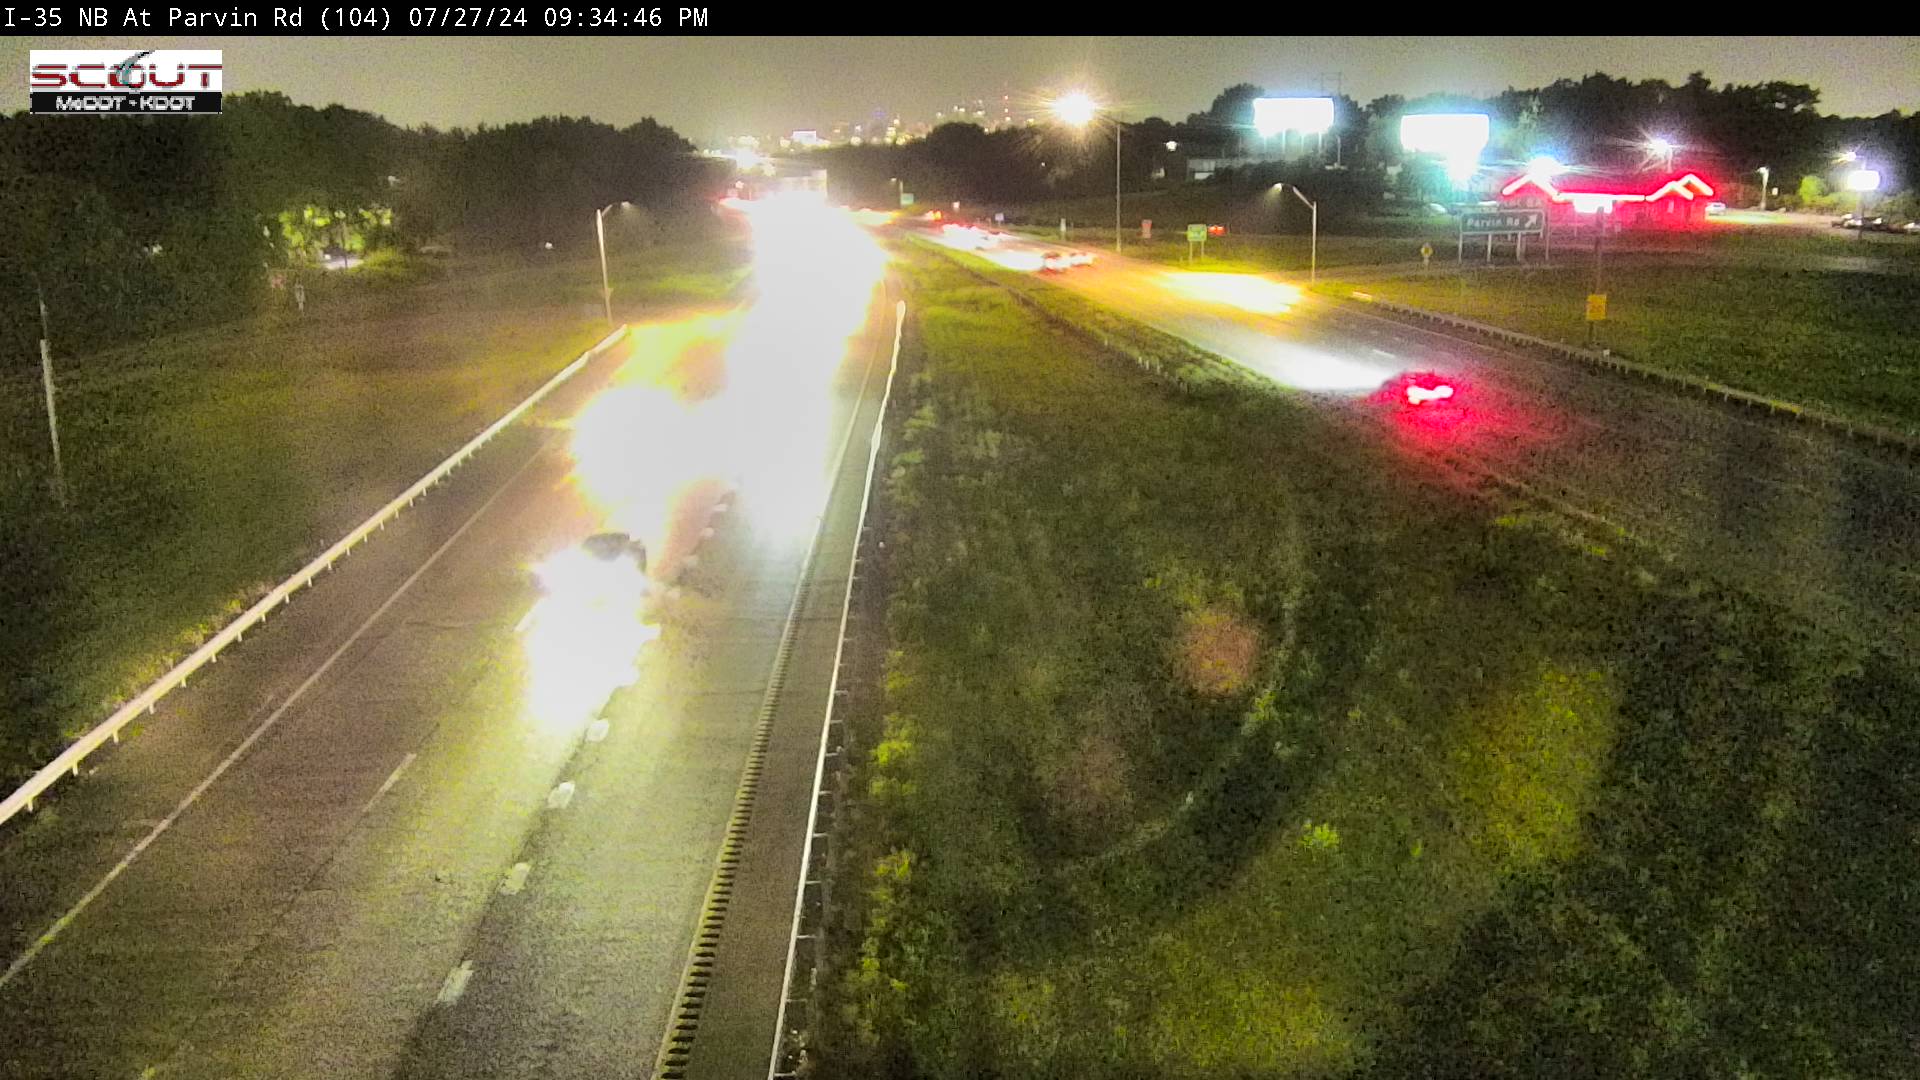 I-35 NB At Parvin Rd (104) 07/27/24 09:34:46 PM
SCOUT
MoDOT - KDOT
Parvin Rd